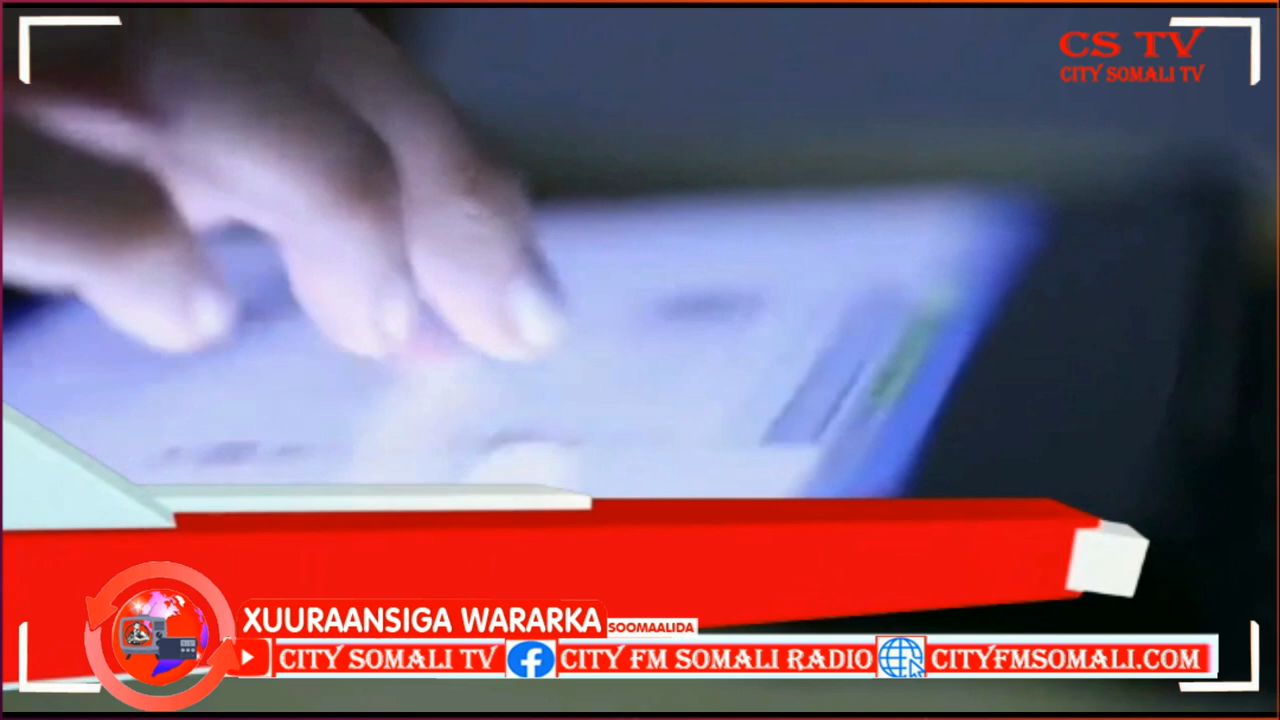 CS TV
CITY SOMALI TV
XUURAANSIGA WARARKA SOOMAALIDA
CITY SOMALI TV CITY FM SOMALI RADIO CITYFMSOMALI.COM